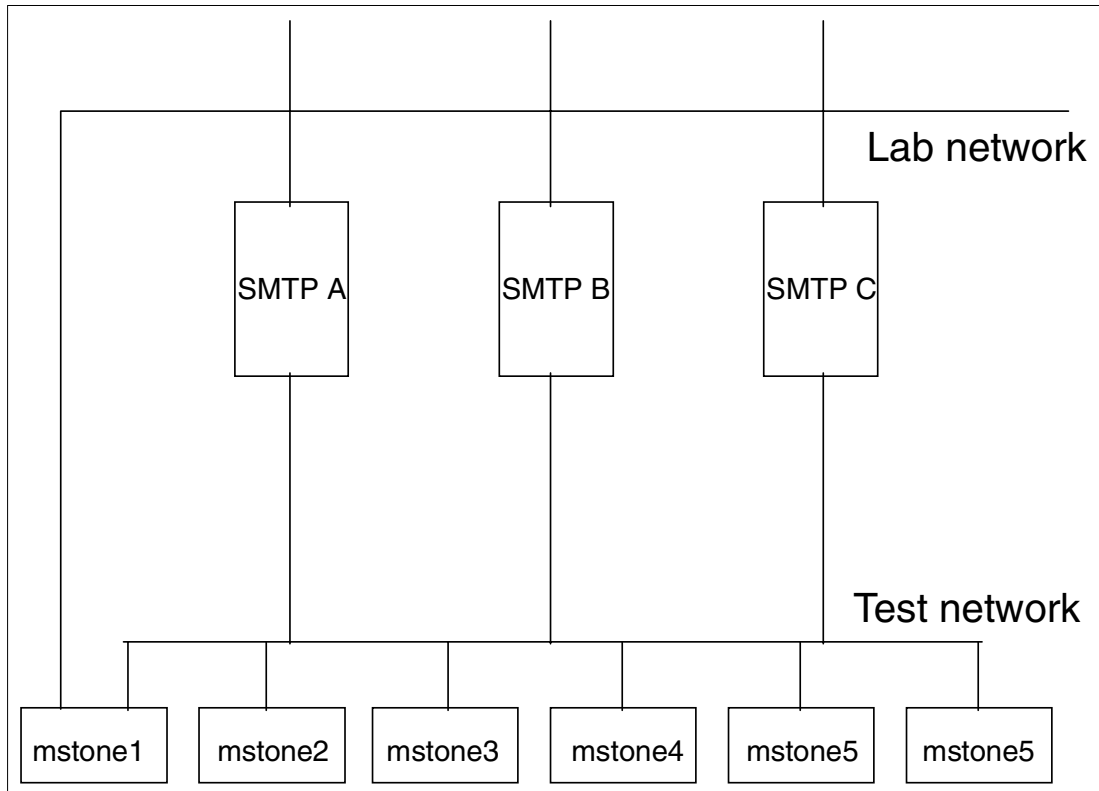 Lab network
SMTP A
SMTP B
SMTP C
Test network
mstone1
mstone2
mstone3
mstone4
mstone5
mstone5